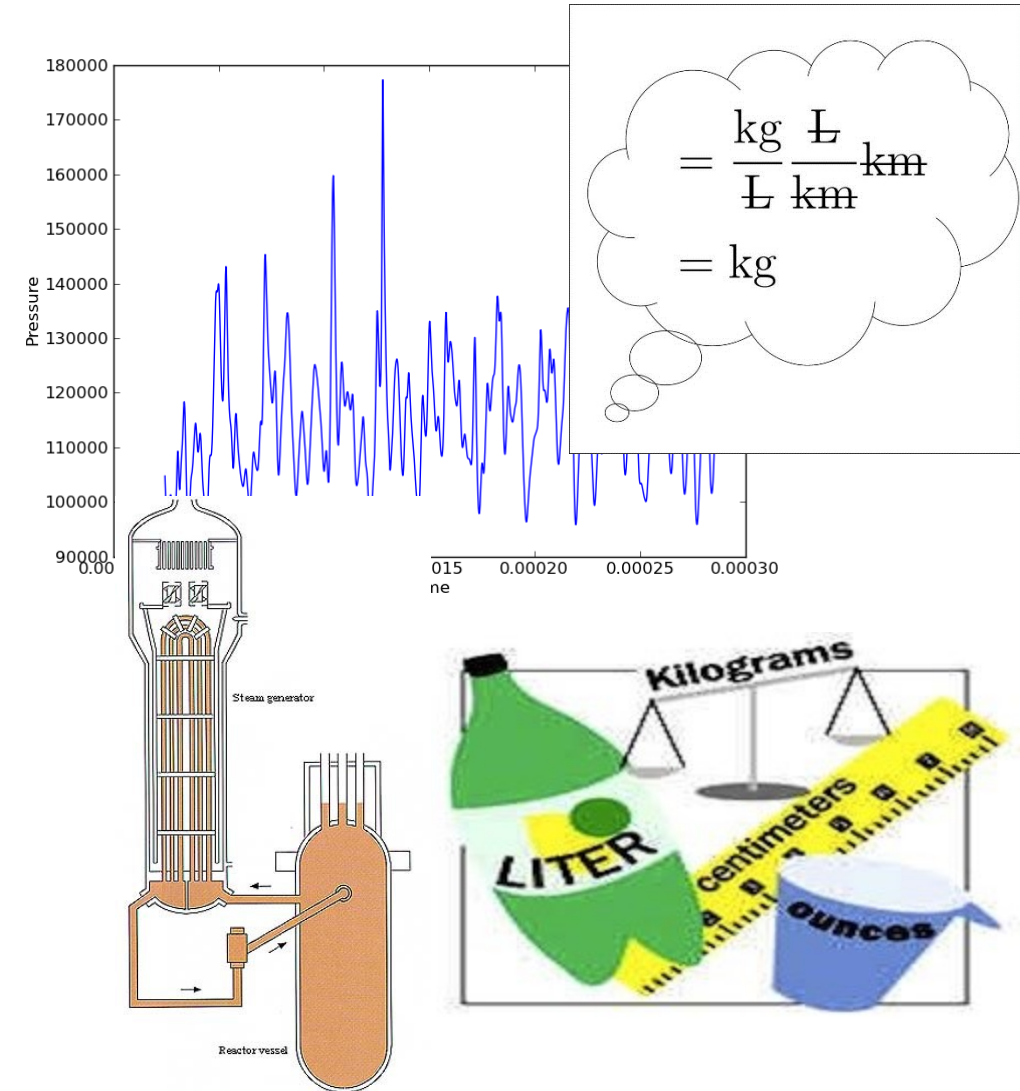 180000
170000
160000
150000
140000
130000
120000
110000
100000
90000
Pressure
0.00
015
0.00020
0.00025
0.00030
ne
= kg/L L/km km
= kg
Steam generator
Reactor vessel
Kilograms
LITER
centimeters
ounces